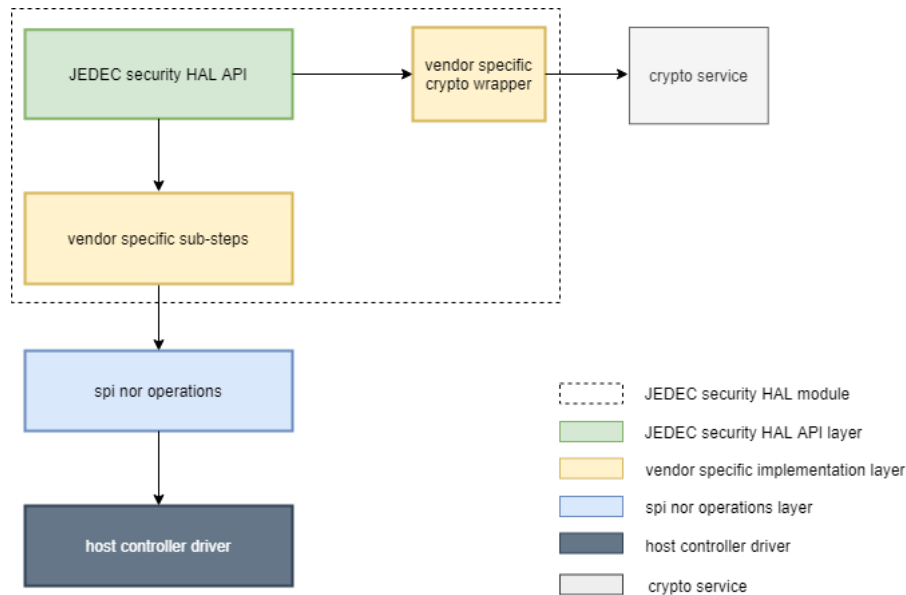 JEDEC security HAL API
vendor specific
crypto wrapper
crypto service
vendor specific sub-steps
spi nor operations
host controller driver
JEDEC security HAL module
JEDEC security HAL API layer
vendor specific implementation layer
spi nor operations layer
host controller driver
crypto service